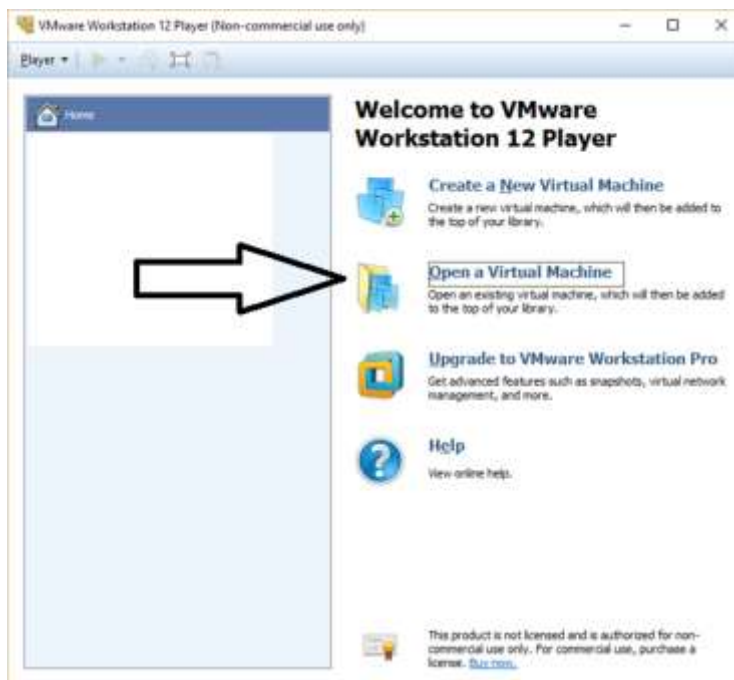 VMware Workstation 12 Player (Non-commercial use only)
Player
Home
Welcome to VMware
Workstation 12 Player
Create a New Virtual Machine
Create a new virtual machine, which will then be added to
the top of your library.
Open a Virtual Machine
Open an existing virtual machine, which will then be added
to the top of your library.
Upgrade to VMware Workstation Pro
Get advanced features such as snapshots, virtual network
management, and more.
Help
View online help.
This product is not licensed and is authorized for non-
commercial use only. For commercial use, purchase a
license. Buy now.